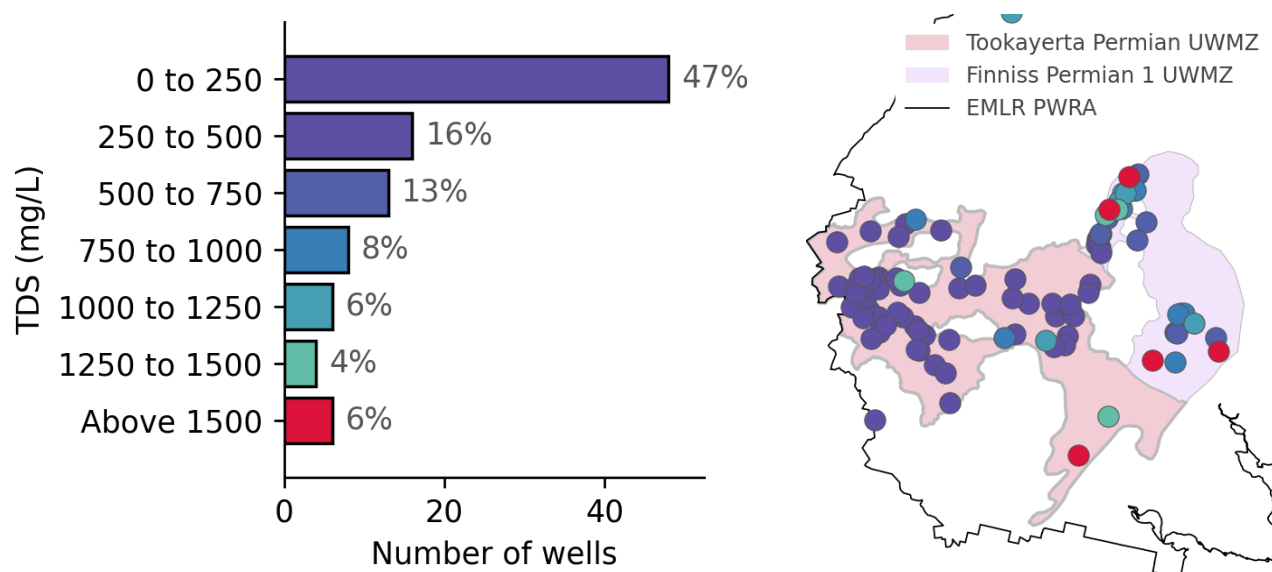 TDS (mg/L)
0 to 250
47%
250 to 500
16%
500 to 750
13%
750 to 1000
8%
1000 to 1250
6%
1250 to 1500
4%
Above 1500
6%
0
20
40
Number of wells
Tookayerta Permian UWMZ
Finniss Permian 1 UWMZ
EMLR PWRA